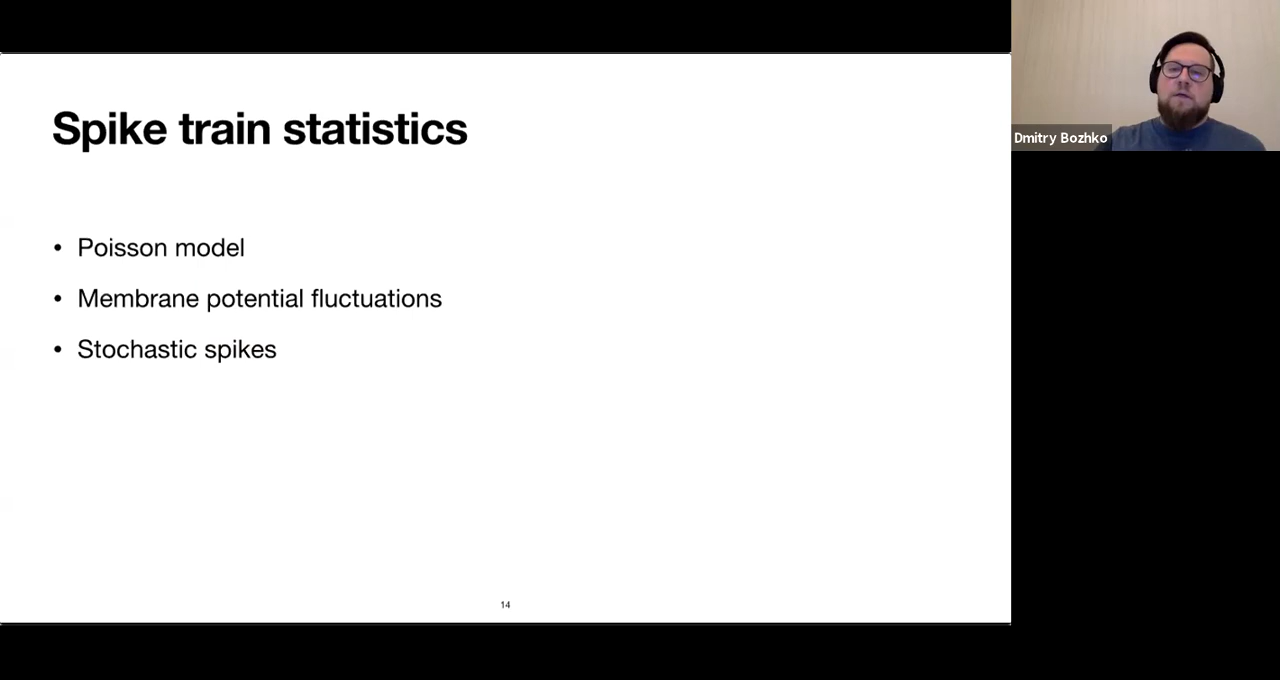 Spike train statistics
• Poisson model
• Membrane potential fluctuations
• Stochastic spikes
14
Dmitry Bozhko